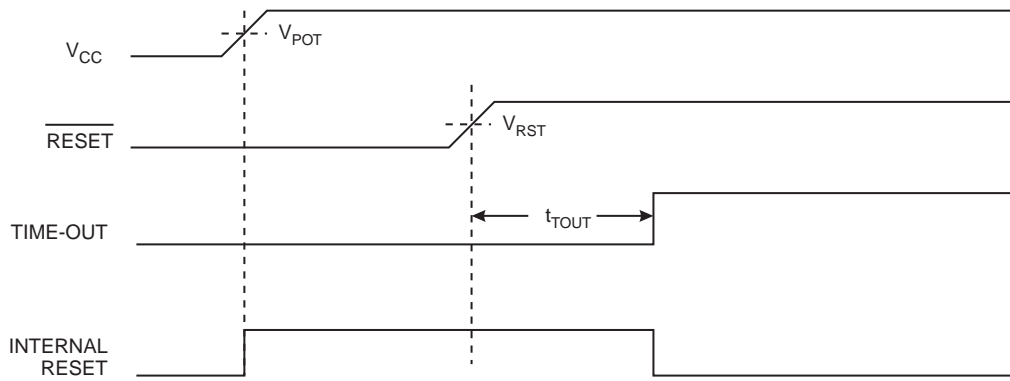 V_CC
V_POT
RESET
V_RST
TIME-OUT
t_TOUT
INTERNAL
RESET